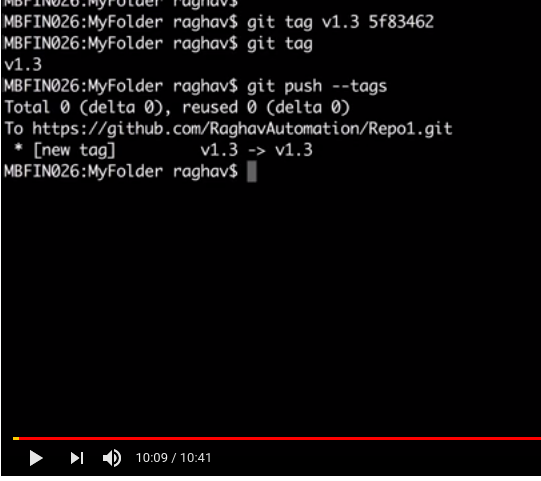 MBFIN026:MyFolder raghav$
MBFIN026:MyFolder raghav$ git tag v1.3 5f83462
MBFIN026:MyFolder raghav$ git tag
v1.3
MBFIN026:MyFolder raghav$ git push --tags
Total 0 (delta 0), reused 0 (delta 0)
To https://github.com/RaghavAutomation/Repo1.git
 * [new tag]         v1.3 -> v1.3
MBFIN026:MyFolder raghav$
10:09 / 10:41